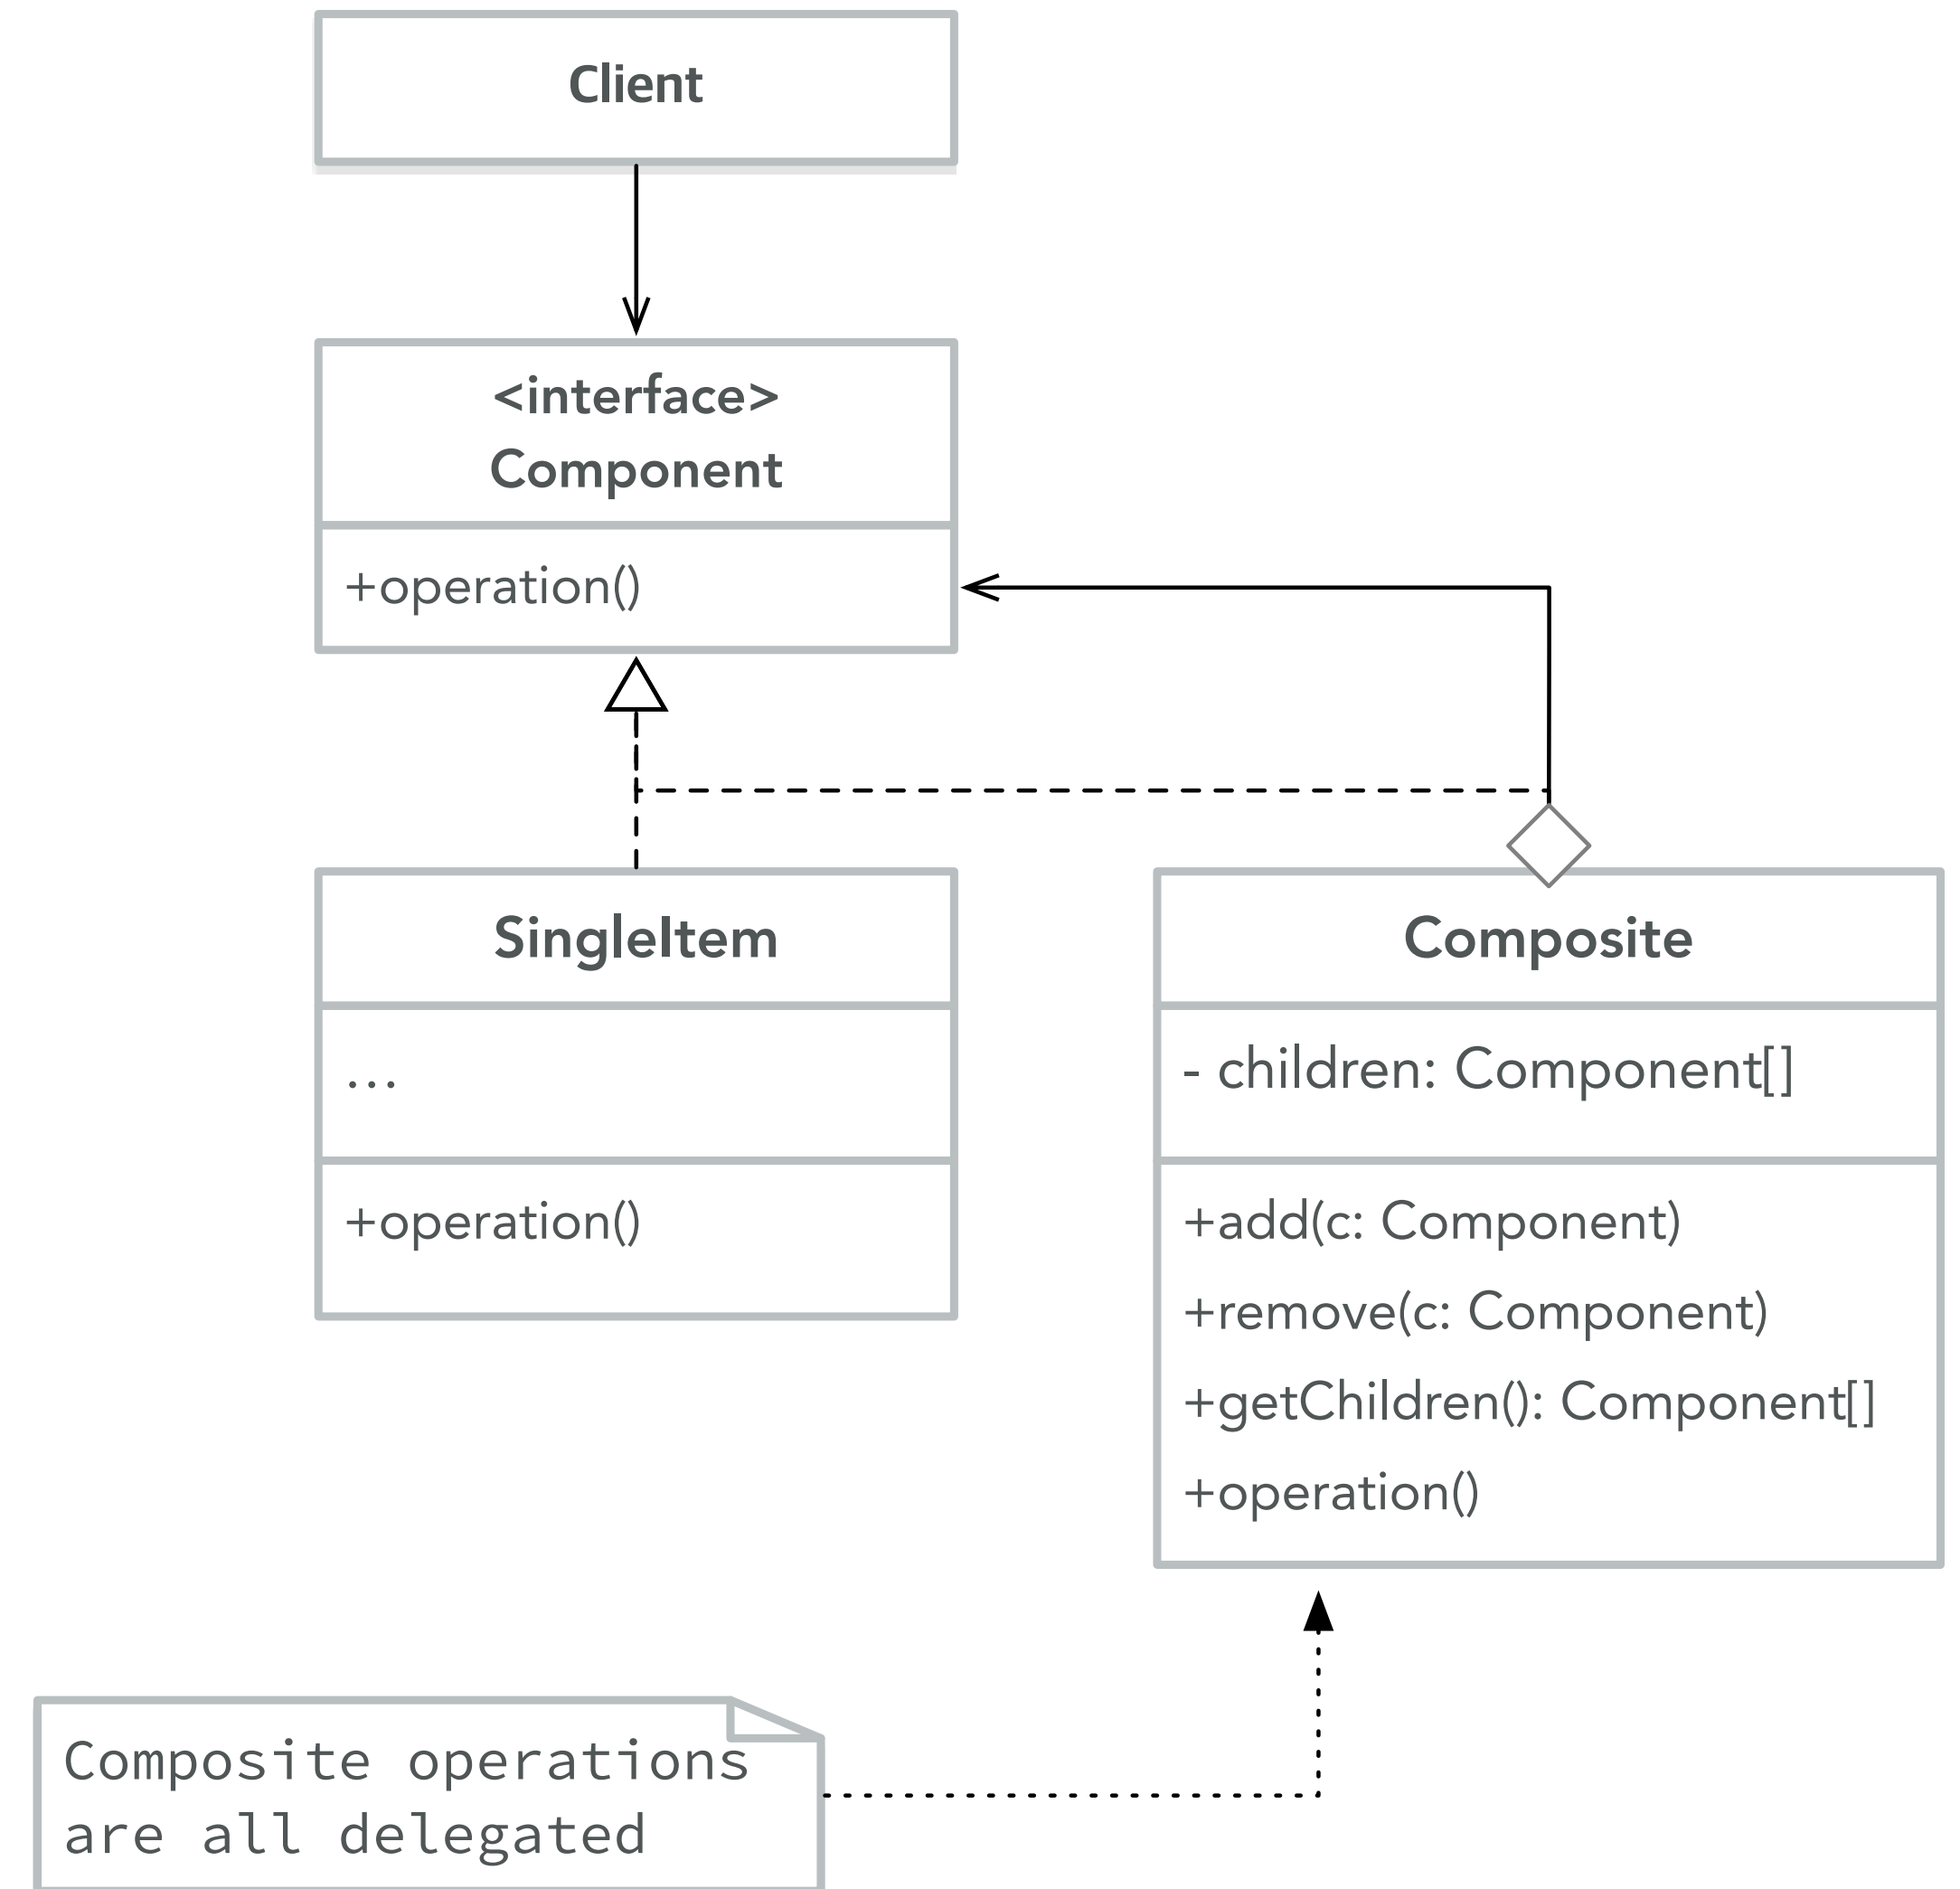 Client
<interface>
Component
+operation()
SingleItem
...
+operation()
Composite
- children: Component[]
+add(c: Component)
+remove(c: Component)
+getChildren(): Component[]
+operation()
Composite operations
are all delegated